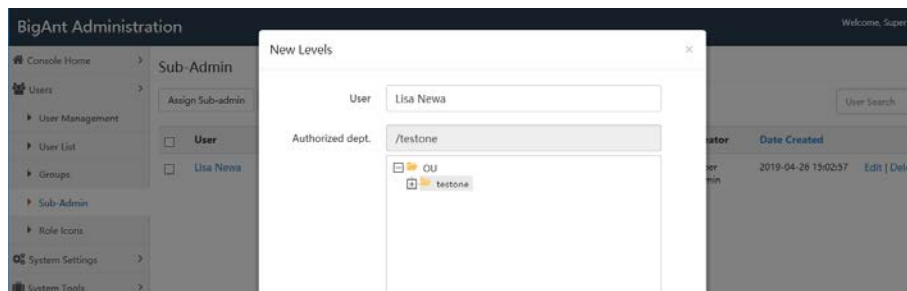 BigAnt Administration
Welcome, Super
New Levels
×
Console Home
Sub-Admin
Users
Assign Sub-admin
User
Lisa Newa
User Search
User Management
User
Authorized dept.
/testone
Date Created
User List
Lisa Newa
OU
2019-04-26 15:02:57
Edit | Del
Groups
testone
Sub-Admin
Role Icons
System Settings
System Tools